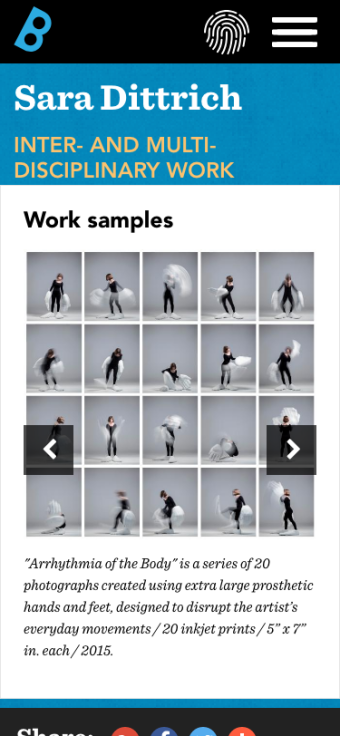 Sara Dittrich
INTER- AND MULTI-
DISCIPLINARY WORK
Work samples
"Arrhythmia of the Body" is a series of 20
photographs created using extra large prosthetic
hands and feet, designed to disrupt the artist's
everyday movements / 20 inkjet prints / 5" x 7"
in. each / 2015.
Share: